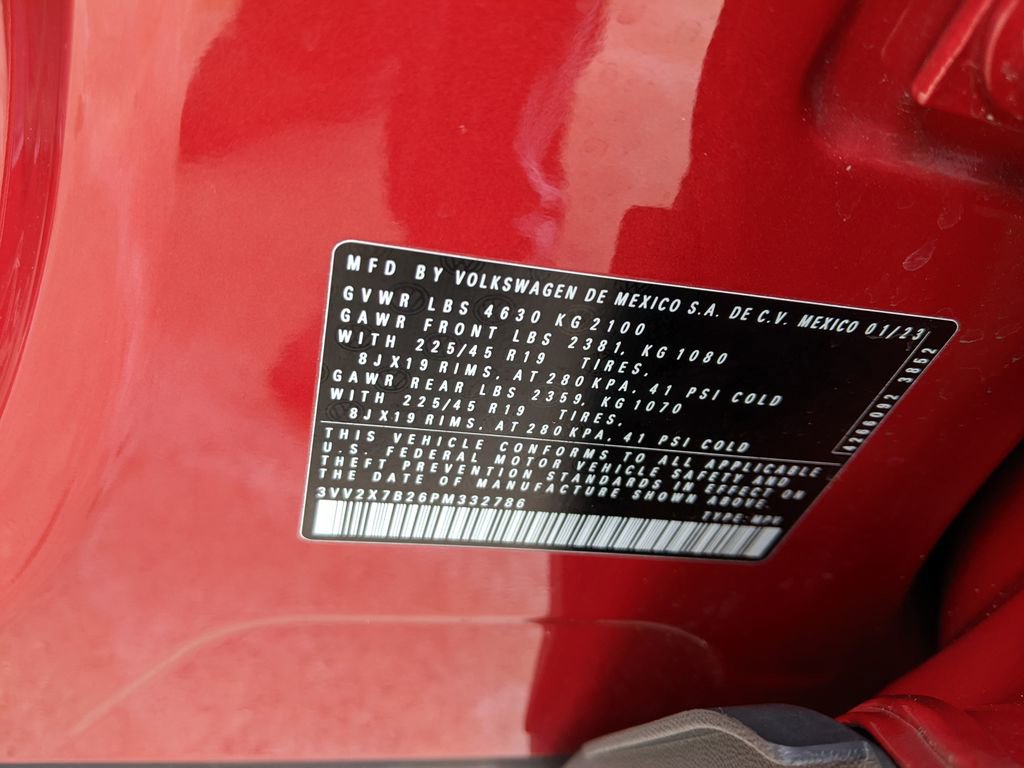 MFD BY VOLKSWAGEN DE MEXICO S.A. DE C.V. MEXICO 01/23
GVWR LBS 4630 KG 2100
GAWR FRONT LBS 2381, KG 1080
WITH 225/45 R19 TIRES,
8JX19 RIMS, AT 280 KPA, 41 PSI COLD
GAWR REAR LBS 2359, KG 1070
WITH 225/45 R19 TIRES,
8JX19 RIMS, AT 280 KPA, 41 PSI COLD
THIS VEHICLE CONFORMS TO ALL APPLICABLE
U.S. FEDERAL MOTOR VEHICLE SAFETY AND
THEFT PREVENTION STANDARDS IN EFFECT ON
THE DATE OF MANUFACTURE SHOWN ABOVE.
3VV2X7B26PM332786
TYPE: MPV
3852